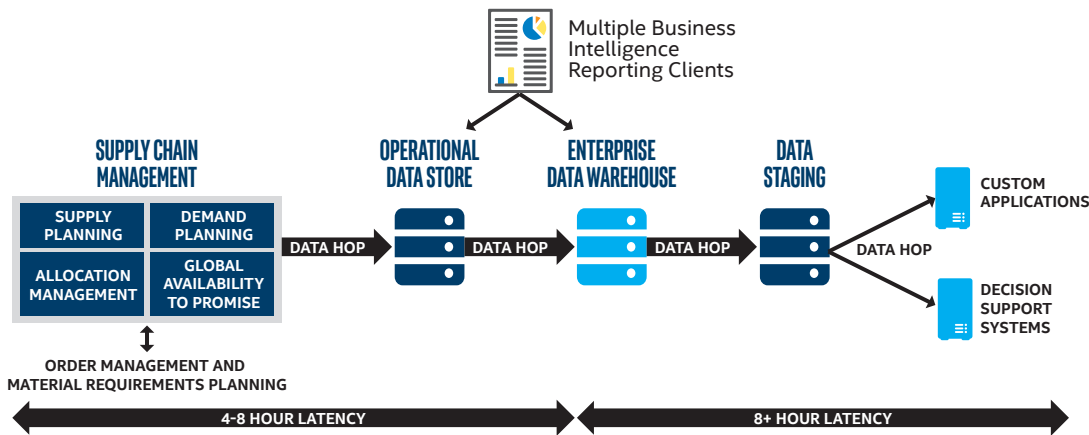 Multiple Business
Intelligence
Reporting Clients
SUPPLY CHAIN
MANAGEMENT
OPERATIONAL
DATA STORE
ENTERPRISE
DATA WAREHOUSE
DATA
STAGING
SUPPLY
PLANNING
DEMAND
PLANNING
ALLOCATION
MANAGEMENT
GLOBAL
AVAILABILITY
TO PROMISE
DATA HOP
DATA HOP
DATA HOP
DATA HOP
CUSTOM
APPLICATIONS
DECISION
SUPPORT
SYSTEMS
ORDER MANAGEMENT AND
MATERIAL REQUIREMENTS PLANNING
4–8 HOUR LATENCY
8+ HOUR LATENCY